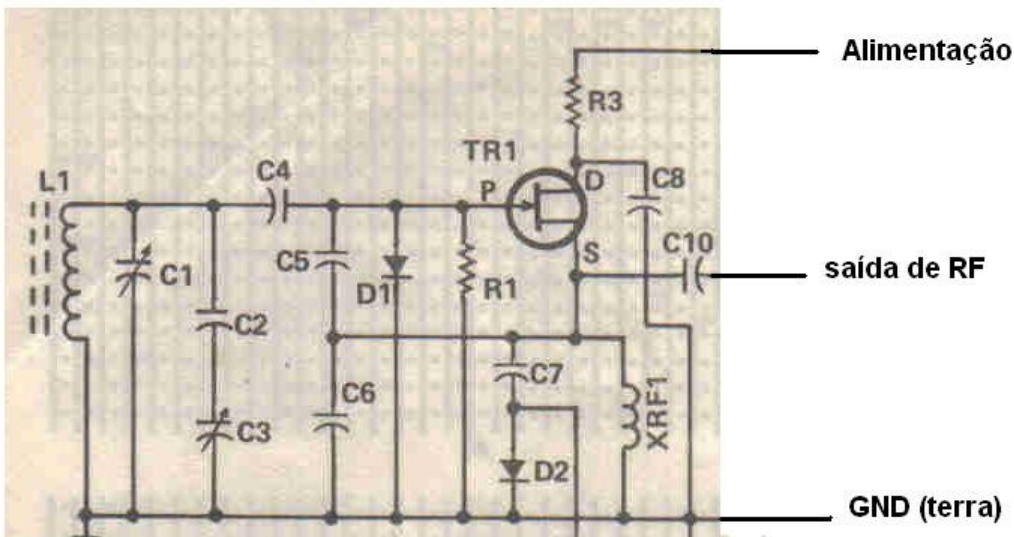 Alimentação
R3
TR1
C4
L1
P
D
C8
S
C10
C1
C5
D1
R1
saída de RF
C2
C7
C6
XRF1
C3
D2
GND (terra)